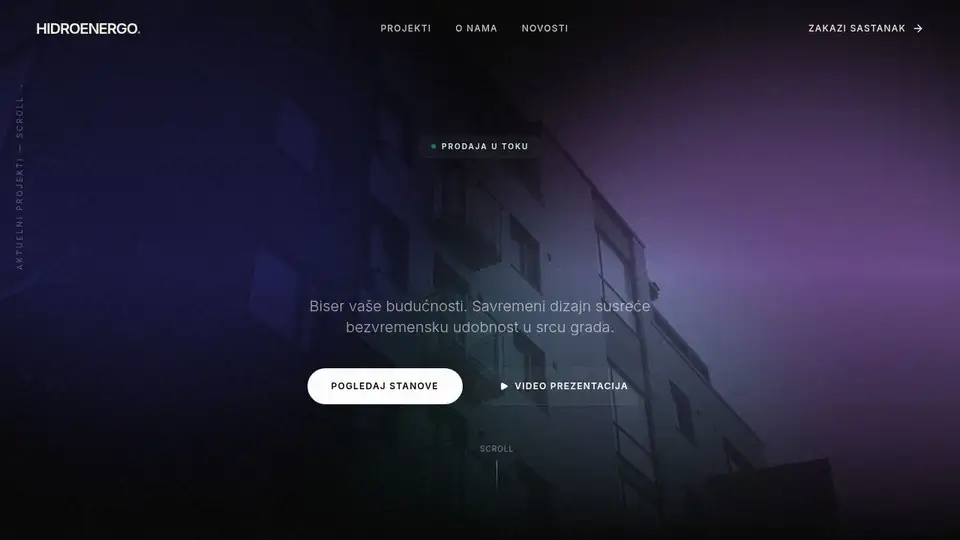 HIDROENERGO.
PROJEKTI
O NAMA
NOVOSTI
ZAKAZI SASTANAK
AKTUELNI PROJEKTI — SCROLL
PRODAJA U TOKU
Biser vaše budućnosti. Savremeni dizajn susreće
bezvremensku udobnost u srcu grada.
POGLEDAJ STANOVE
VIDEO PREZENTACIJA
SCROLL